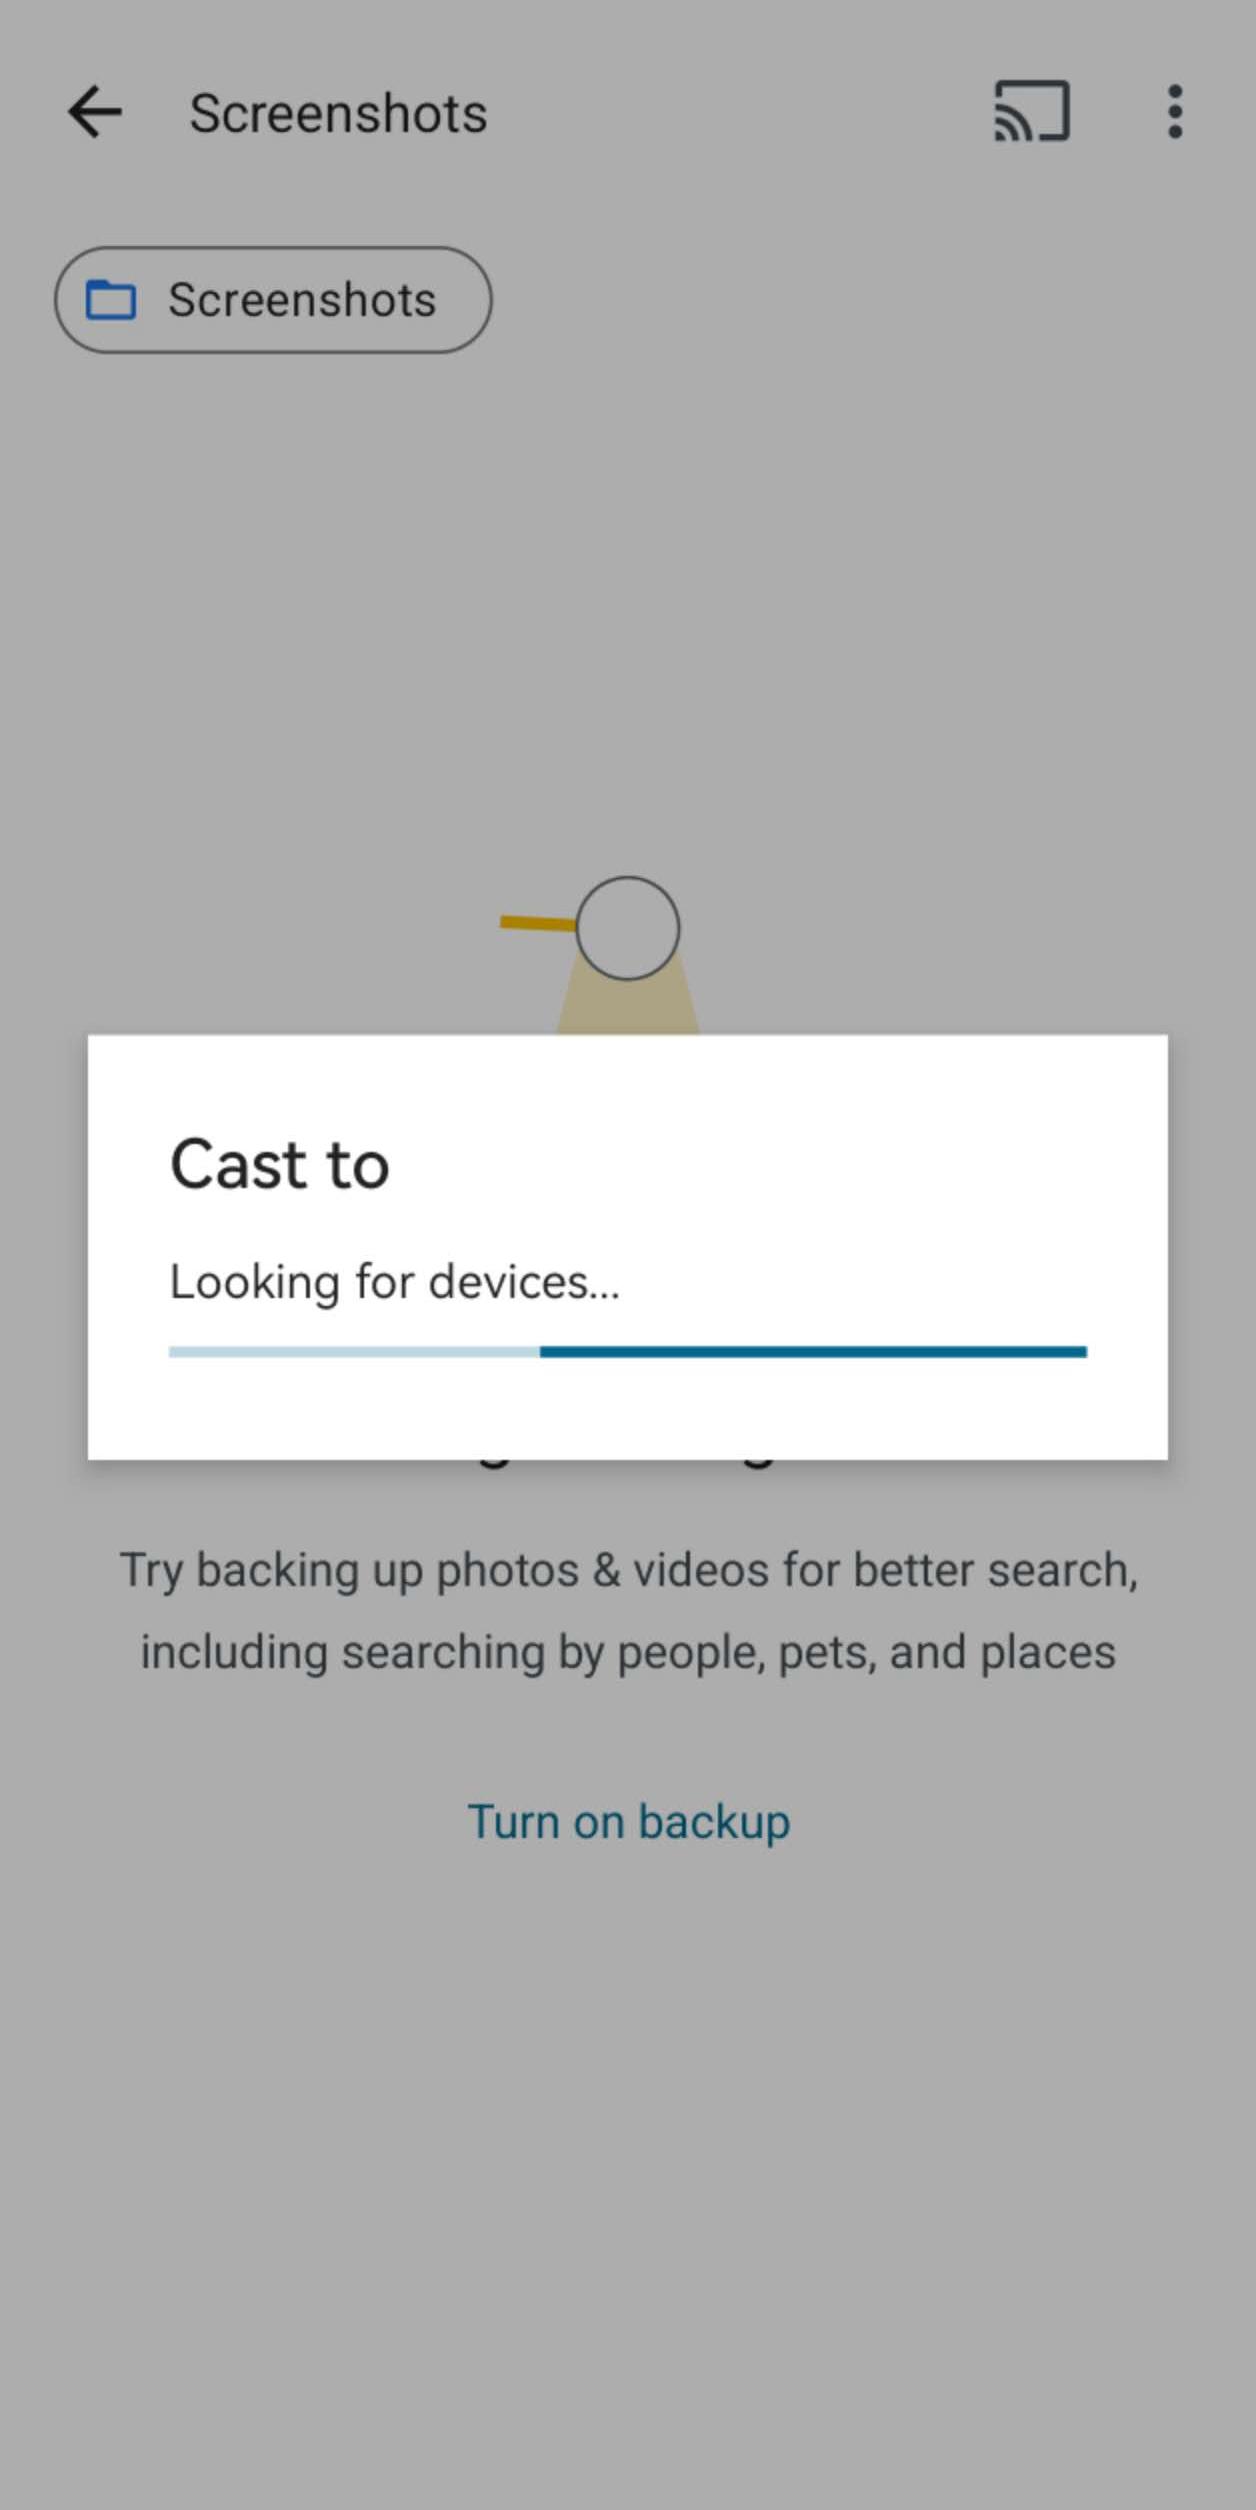 Screenshots
Screenshots
Cast to
Looking for devices...
Try backing up photos & videos for better search,
including searching by people, pets, and places
Turn on backup